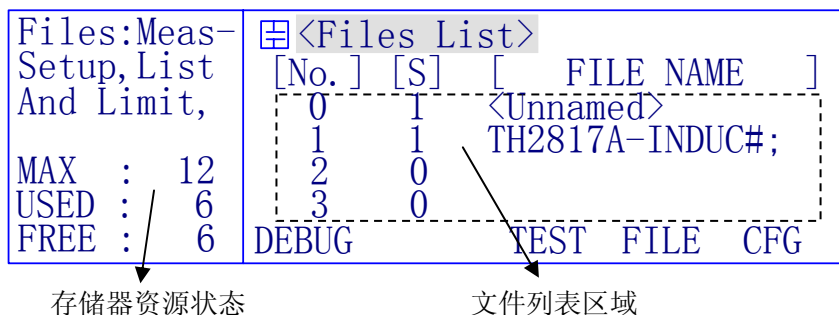 Files:Meas-
Setup,List
And Limit,
MAX : 12
USED : 6
FREE : 6
<Files List>
[No.] [S] [ FILE NAME ]
0 1 <Unnamed>
1 1 TH2817A-INDUC#;
2 0
3 0
DEBUG TEST FILE CFG
存储器资源状态
文件列表区域